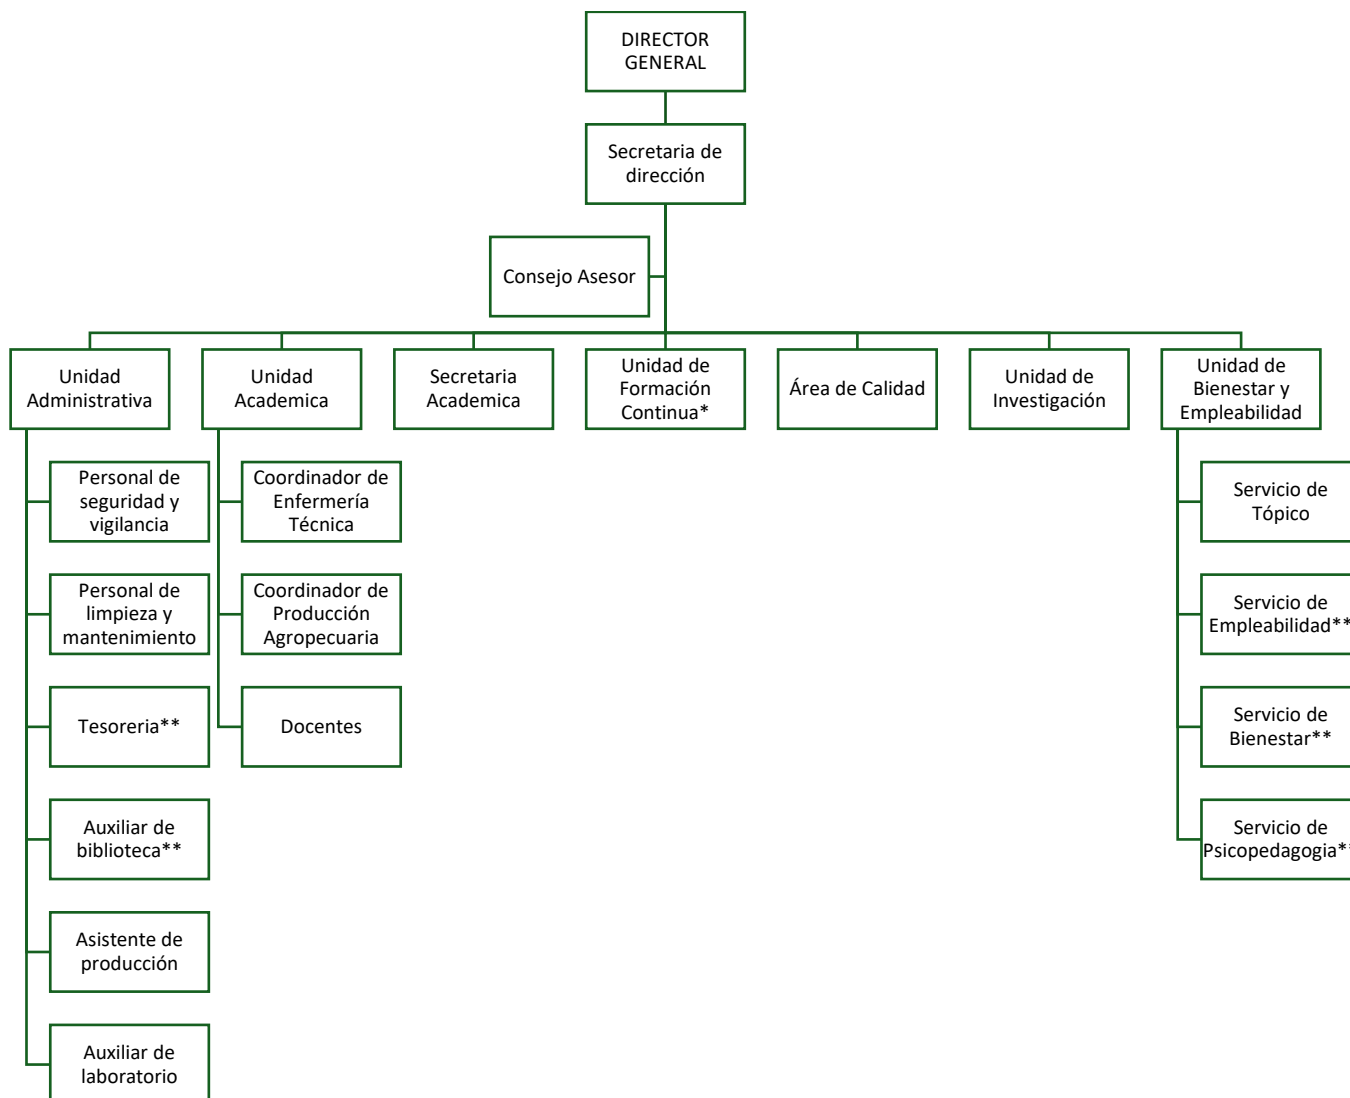 DIRECTOR
GENERAL
Secretaria de
dirección
Consejo Asesor
Unidad
Administrativa
Unidad
Academica
Secretaria
Academica
Unidad de
Formación
Continua*
Área de Calidad
Unidad de
Investigación
Unidad de
Bienestar y
Empleabilidad
Personal de
seguridad y
vigilancia
Personal de
limpieza y
mantenimiento
Tesoreria**
Auxiliar de
biblioteca**
Asistente de
producción
Auxiliar de
laboratorio
Coordinador de
Enfermería
Técnica
Coordinador de
Producción
Agropecuaria
Docentes
Servicio de
Tópico
Servicio de
Empleabilidad**
Servicio de
Bienestar**
Servicio de
Psicopedagogia**